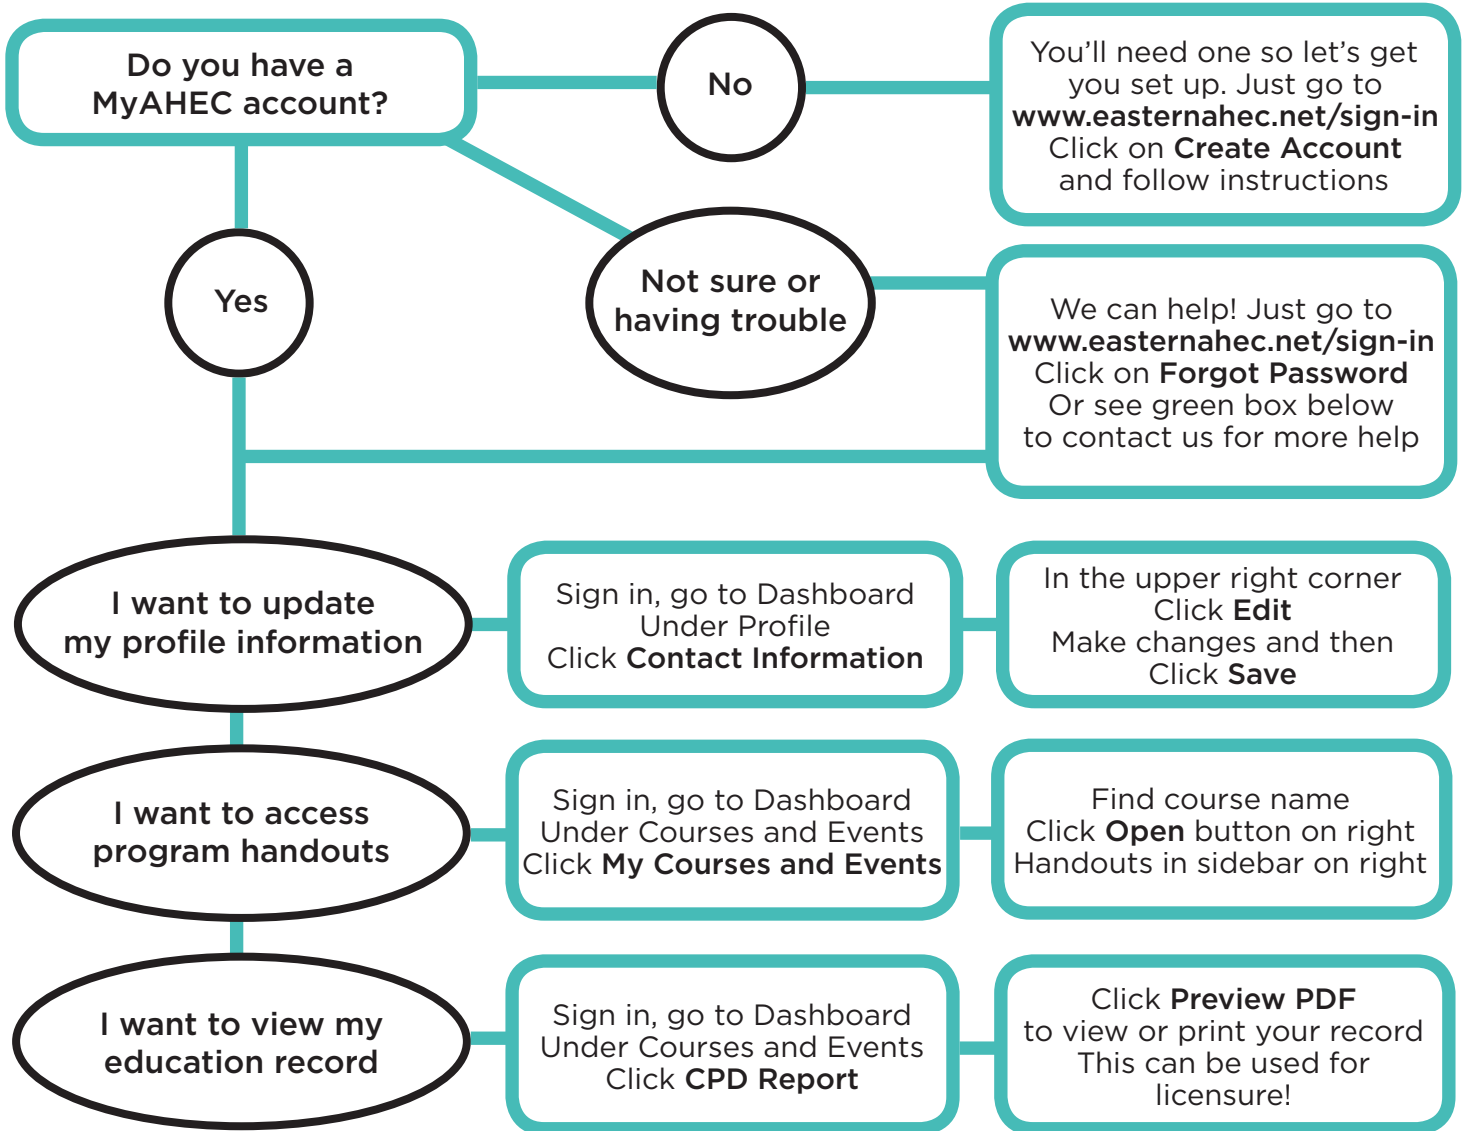 Do you have a
MyAHEC account?
No
You'll need one so let's get
you set up. Just go to
www.easternahec.net/sign-in
Click on Create Account
and follow instructions
Yes
Not sure or
having trouble
We can help! Just go to
www.easternahec.net/sign-in
Click on Forgot Password
Or see green box below
to contact us for more help
I want to update
my profile information
Sign in, go to Dashboard
Under Profile
Click Contact Information
In the upper right corner
Click Edit
Make changes and then
Click Save
I want to access
program handouts
Sign in, go to Dashboard
Under Courses and Events
Click My Courses and Events
Find course name
Click Open button on right
Handouts in sidebar on right
I want to view my
education record
Sign in, go to Dashboard
Under Courses and Events
Click CPD Report
Click Preview PDF
to view or print your record
This can be used for
licensure!